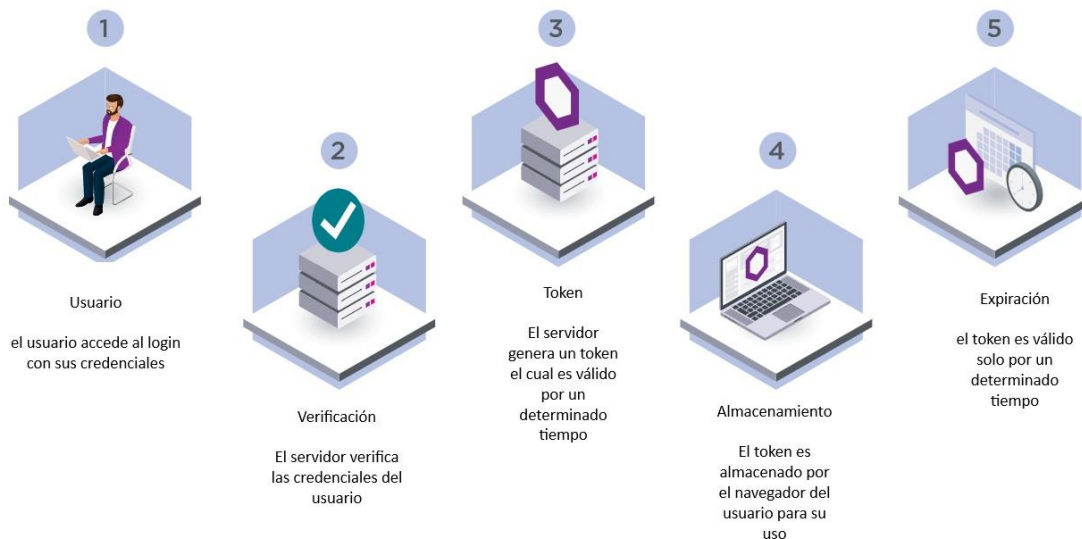 1
Usuario
el usuario accede al login
con sus credenciales
2
Verificación
El servidor verifica
las credenciales del
usuario
3
Token
El servidor
genera un token
el cual es válido
por un
determinado
tiempo
4
Almacenamiento
El token es
almacenado por
el navegador del
usuario para su
uso
5
Expiración
el token es válido
solo por un
determinado
tiempo